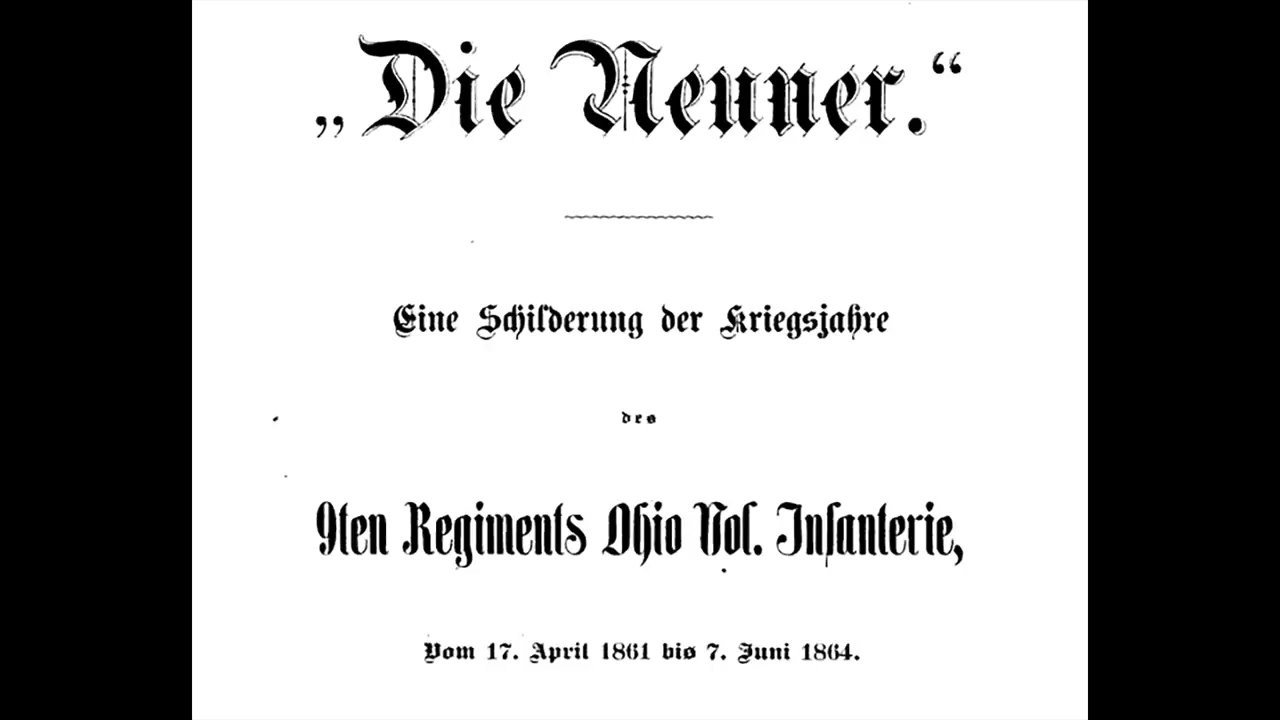 „Die Neuner.“
Eine Schilderung der Kriegsjahre
des
9ten Regiments Ohio Vol. Infanterie,
Vom 17. April 1861 bis 7. Juni 1864.